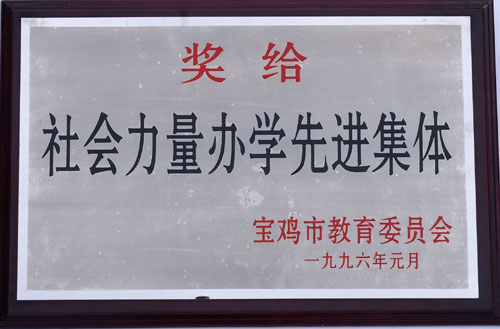 奖给
社会力量办学先进集体
宝鸡市教育委员会
一九九六年元月